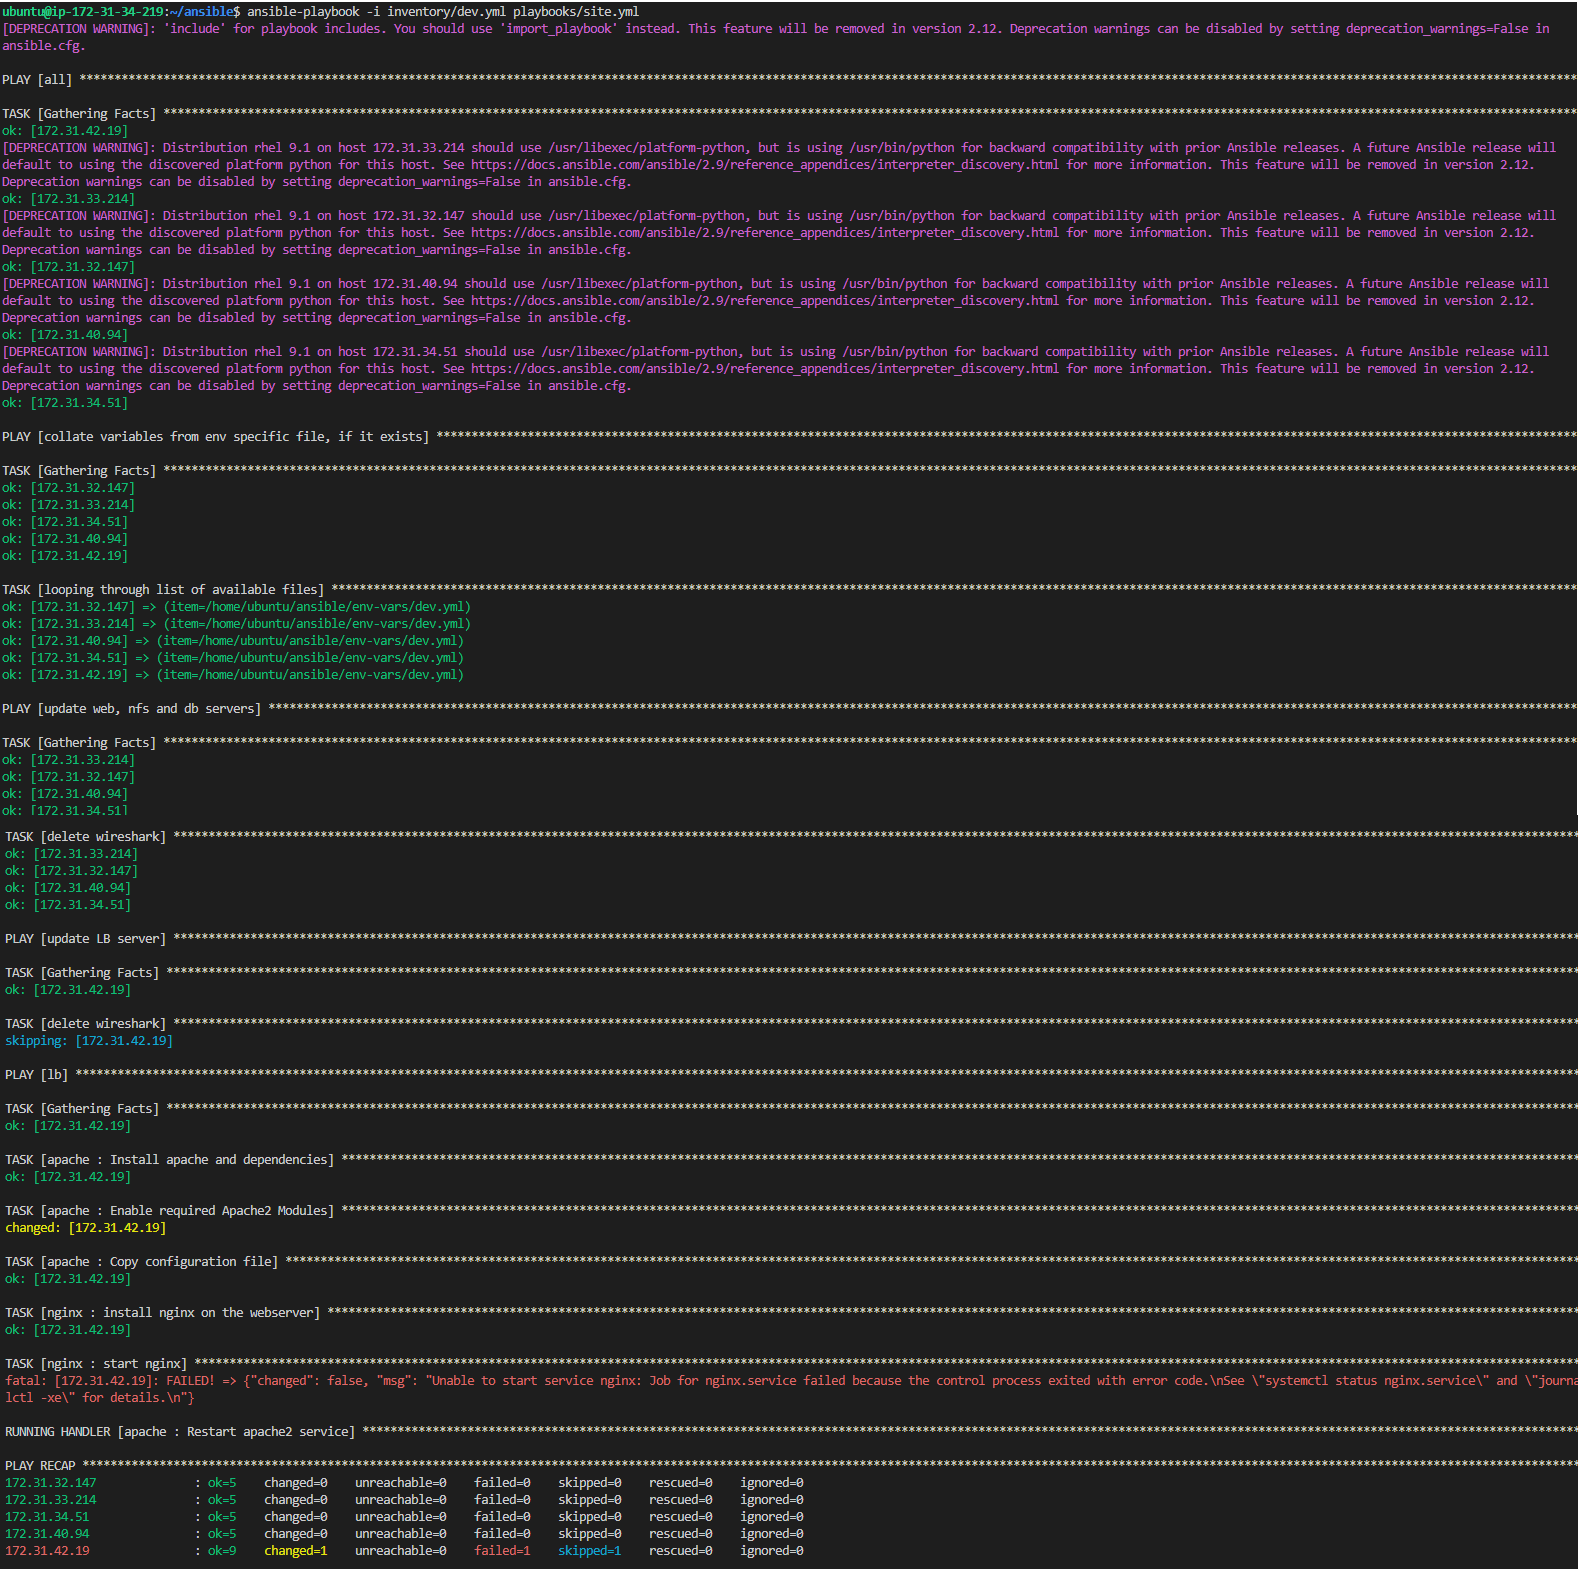 ubuntu@ip-172-31-34-219:~/ansible$ ansible-playbook -i inventory/dev.yml playbooks/site.yml
[DEPRECATION WARNING]: 'include' for playbook includes. You should use 'import_playbook' instead. This feature will be removed in version 2.12. Deprecation warnings can be disabled by setting deprecation_warnings=False in
ansible.cfg.
PLAY [all] ****************************************************************************************************
TASK [Gathering Facts] ****************************************************************************************************
ok: [172.31.42.19]
[DEPRECATION WARNING]: Distribution rhel 9.1 on host 172.31.33.214 should use /usr/libexec/platform-python, but is using /usr/bin/python for backward compatibility with prior Ansible releases. A future Ansible release will
default to using the discovered platform python for this host. See https://docs.ansible.com/ansible/2.9/reference_appendices/interpreter_discovery.html for more information. This feature will be removed in version 2.12.
Deprecation warnings can be disabled by setting deprecation_warnings=False in ansible.cfg.
ok: [172.31.33.214]
[DEPRECATION WARNING]: Distribution rhel 9.1 on host 172.31.32.147 should use /usr/libexec/platform-python, but is using /usr/bin/python for backward compatibility with prior Ansible releases. A future Ansible release will
default to using the discovered platform python for this host. See https://docs.ansible.com/ansible/2.9/reference_appendices/interpreter_discovery.html for more information. This feature will be removed in version 2.12.
Deprecation warnings can be disabled by setting deprecation_warnings=False in ansible.cfg.
ok: [172.31.32.147]
[DEPRECATION WARNING]: Distribution rhel 9.1 on host 172.31.40.94 should use /usr/libexec/platform-python, but is using /usr/bin/python for backward compatibility with prior Ansible releases. A future Ansible release will
default to using the discovered platform python for this host. See https://docs.ansible.com/ansible/2.9/reference_appendices/interpreter_discovery.html for more information. This feature will be removed in version 2.12.
Deprecation warnings can be disabled by setting deprecation_warnings=False in ansible.cfg.
ok: [172.31.40.94]
[DEPRECATION WARNING]: Distribution rhel 9.1 on host 172.31.34.51 should use /usr/libexec/platform-python, but is using /usr/bin/python for backward compatibility with prior Ansible releases. A future Ansible release will
default to using the discovered platform python for this host. See https://docs.ansible.com/ansible/2.9/reference_appendices/interpreter_discovery.html for more information. This feature will be removed in version 2.12.
Deprecation warnings can be disabled by setting deprecation_warnings=False in ansible.cfg.
ok: [172.31.34.51]
PLAY [collate variables from env specific file, if it exists] ****************************************************************************************************
TASK [Gathering Facts] ****************************************************************************************************
ok: [172.31.32.147]
ok: [172.31.33.214]
ok: [172.31.34.51]
ok: [172.31.40.94]
ok: [172.31.42.19]
TASK [looping through list of available files] ****************************************************************************************************
ok: [172.31.32.147] => (item=/home/ubuntu/ansible/env-vars/dev.yml)
ok: [172.31.33.214] => (item=/home/ubuntu/ansible/env-vars/dev.yml)
ok: [172.31.40.94] => (item=/home/ubuntu/ansible/env-vars/dev.yml)
ok: [172.31.34.51] => (item=/home/ubuntu/ansible/env-vars/dev.yml)
ok: [172.31.42.19] => (item=/home/ubuntu/ansible/env-vars/dev.yml)
PLAY [update web, nfs and db servers] ****************************************************************************************************
TASK [Gathering Facts] ****************************************************************************************************
ok: [172.31.33.214]
ok: [172.31.32.147]
ok: [172.31.40.94]
ok: [172.31.34.51]
TASK [delete wireshark] ****************************************************************************************************
ok: [172.31.33.214]
ok: [172.31.32.147]
ok: [172.31.40.94]
ok: [172.31.34.51]
PLAY [update LB server] ****************************************************************************************************
TASK [Gathering Facts] ****************************************************************************************************
ok: [172.31.42.19]
TASK [delete wireshark] ****************************************************************************************************
skipping: [172.31.42.19]
PLAY [lb] ****************************************************************************************************
TASK [Gathering Facts] ****************************************************************************************************
ok: [172.31.42.19]
TASK [apache : Install apache and dependencies] ****************************************************************************************************
ok: [172.31.42.19]
TASK [apache : Enable required Apache2 Modules] ****************************************************************************************************
changed: [172.31.42.19]
TASK [apache : Copy configuration file] ****************************************************************************************************
ok: [172.31.42.19]
TASK [nginx : install nginx on the webserver] ****************************************************************************************************
ok: [172.31.42.19]
TASK [nginx : start nginx] ****************************************************************************************************
fatal: [172.31.42.19]: FAILED! => {"changed": false, "msg": "Unable to start service nginx: Job for nginx.service failed because the control process exited with error code.\nSee \"systemctl status nginx.service\" and \"journa
lctl -xe\" for details.\n"}
RUNNING HANDLER [apache : Restart apache2 service] ****************************************************************************************************
PLAY RECAP ****************************************************************************************************
172.31.32.147 : ok=5 changed=0 unreachable=0 failed=0 skipped=0 rescued=0 ignored=0
172.31.33.214 : ok=5 changed=0 unreachable=0 failed=0 skipped=0 rescued=0 ignored=0
172.31.34.51 : ok=5 changed=0 unreachable=0 failed=0 skipped=0 rescued=0 ignored=0
172.31.40.94 : ok=5 changed=0 unreachable=0 failed=0 skipped=0 rescued=0 ignored=0
172.31.42.19 : ok=9 changed=1 unreachable=0 failed=1 skipped=1 rescued=0 ignored=0